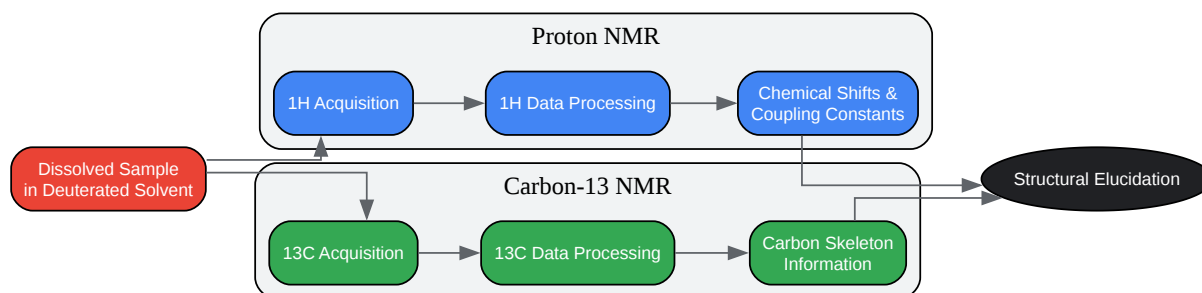 Proton NMR
1H Acquisition
1H Data Processing
Chemical Shifts &
Coupling Constants
Dissolved Sample
in Deuterated Solvent
Carbon-13 NMR
13C Acquisition
13C Data Processing
Carbon Skeleton
Information
Structural Elucidation